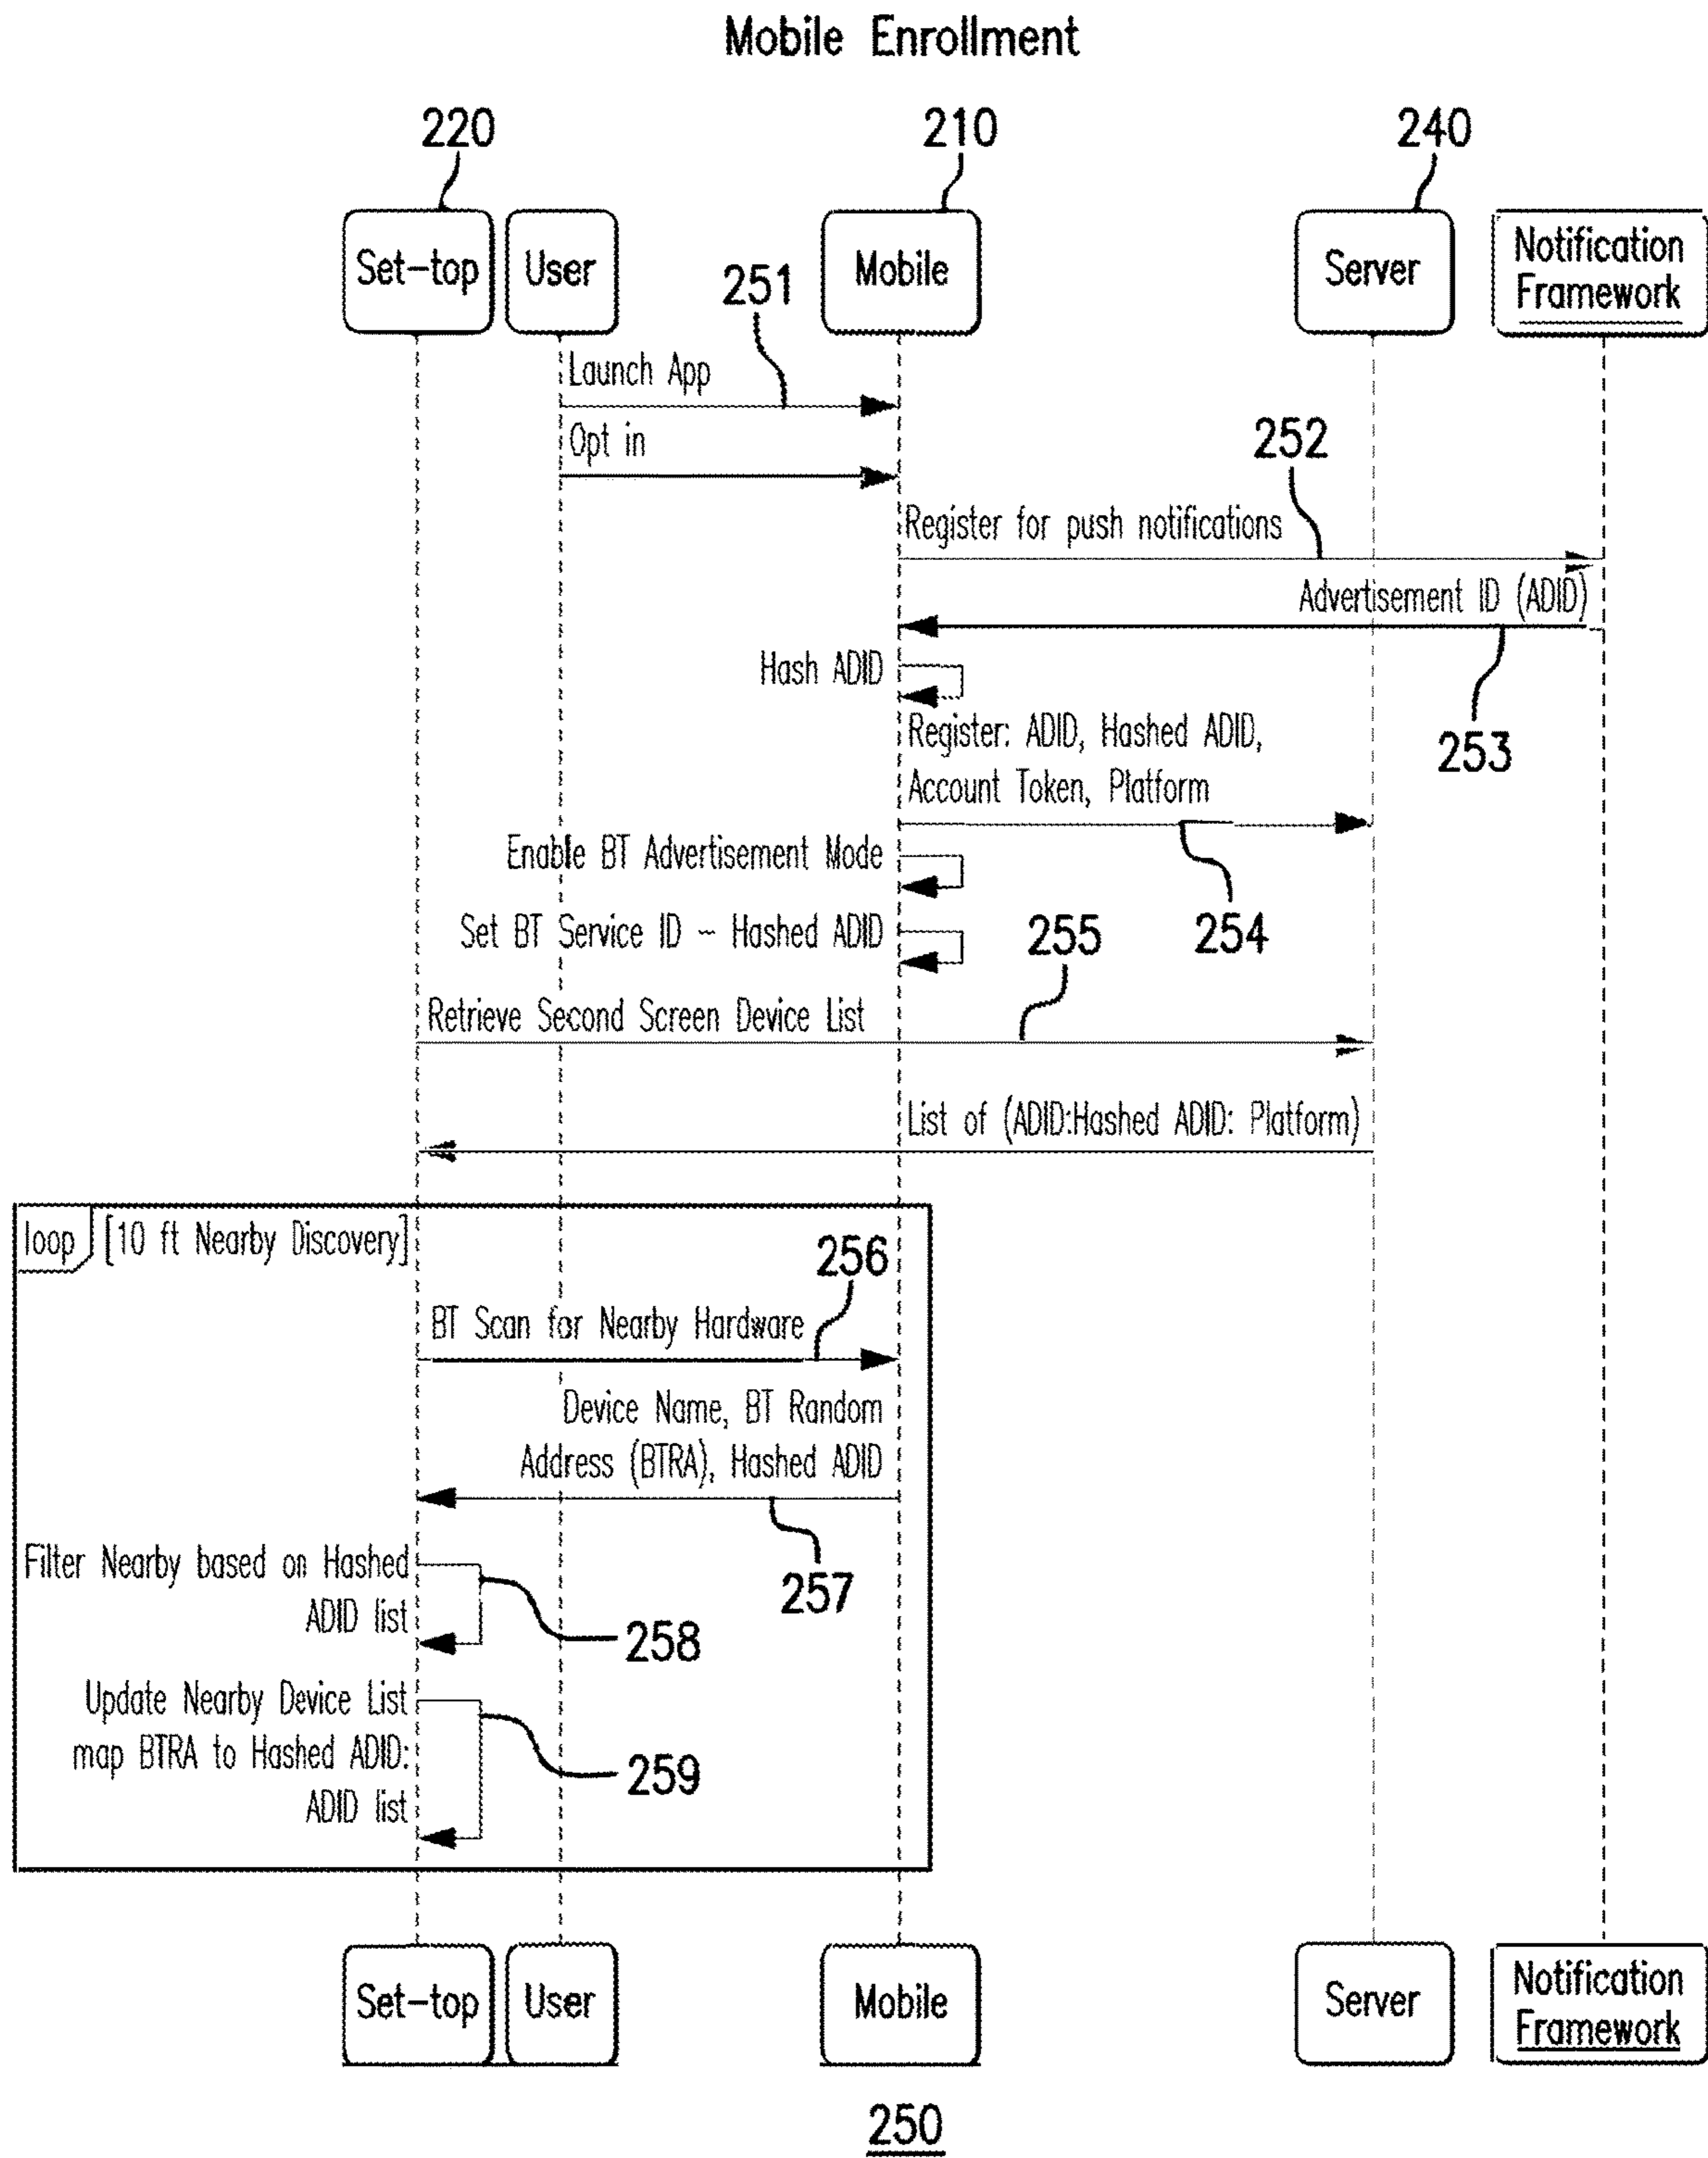 Mobile Enrollment
220
210
240
Set-top
User
Mobile
Server
Notification
Framework
251
Launch App
Opt in
252
Register for push notifications
Advertisement ID (ADID)
253
Hash ADID
Register: ADID, Hashed ADID,
Account Token, Platform
254
Enable BT Advertisement Mode
Set BT Service ID - Hashed ADID
255
Retrieve Second Screen Device List
List of (ADID:Hashed ADID: Platform)
loop [10 ft Nearby Discovery]
256
BT Scan for Nearby Hardware
Device Name, BT Random
Address (BTRA), Hashed ADID
257
Filter Nearby based on Hashed
ADID list
258
Update Nearby Device List
map BTRA to Hashed ADID:
ADID list
259
Set-top
User
Mobile
Server
Notification
Framework
250